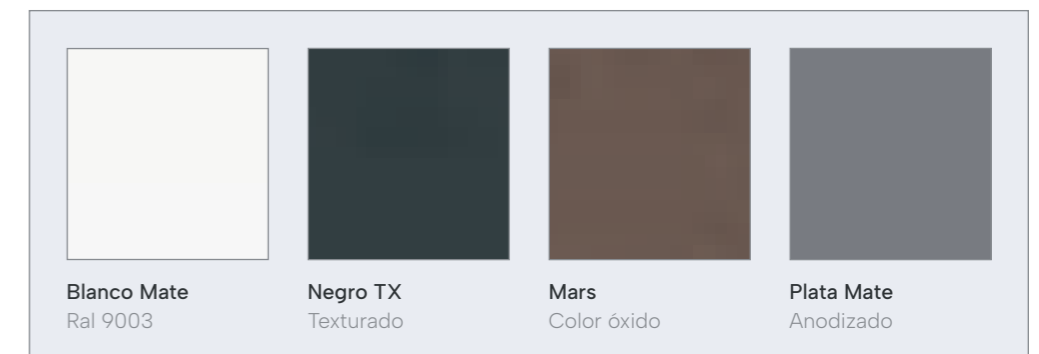 Blanco Mate
Ral 9003
Negro TX
Texturado
Mars
Color óxido
Plata Mate
Anodizado